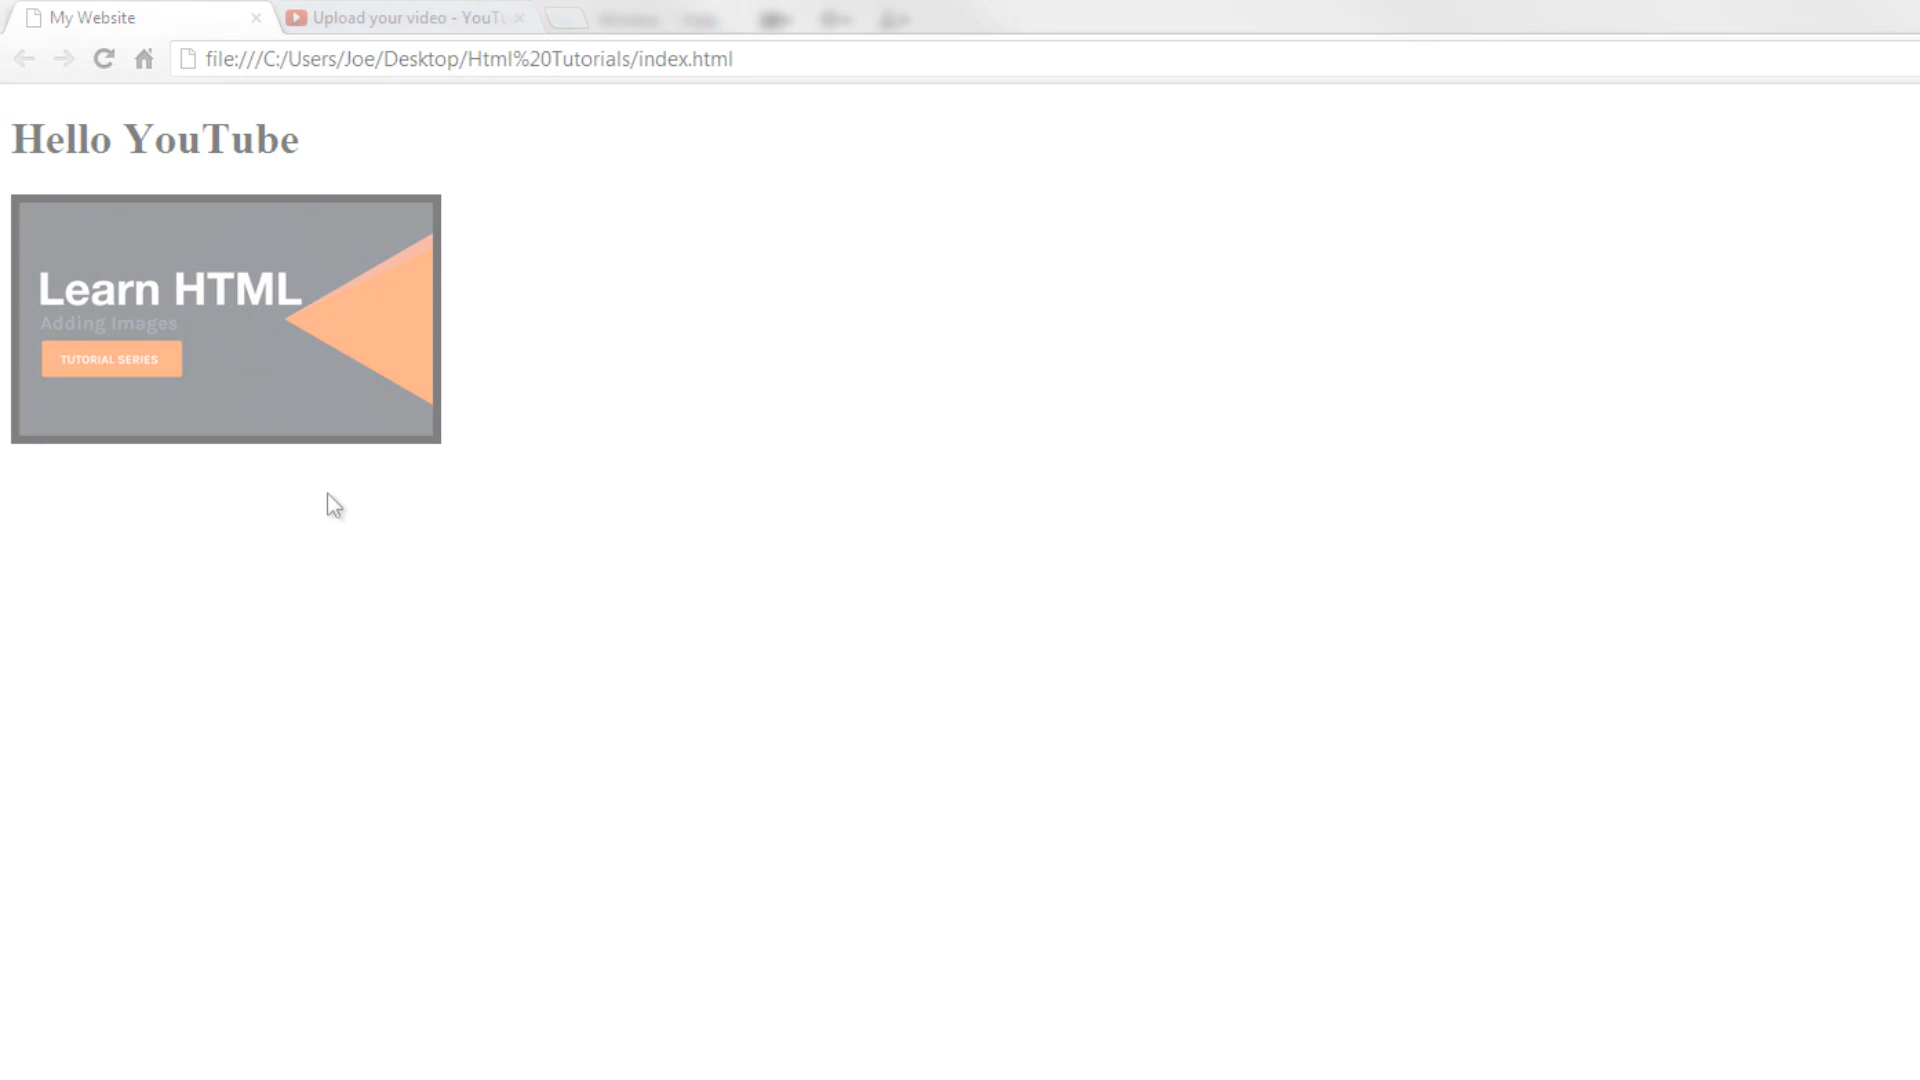 My Website
Upload your video - YouTu
file:///C:/Users/Joe/Desktop/Html%20Tutorials/index.html
Hello YouTube
Learn HTML
Adding Images
TUTORIAL SERIES